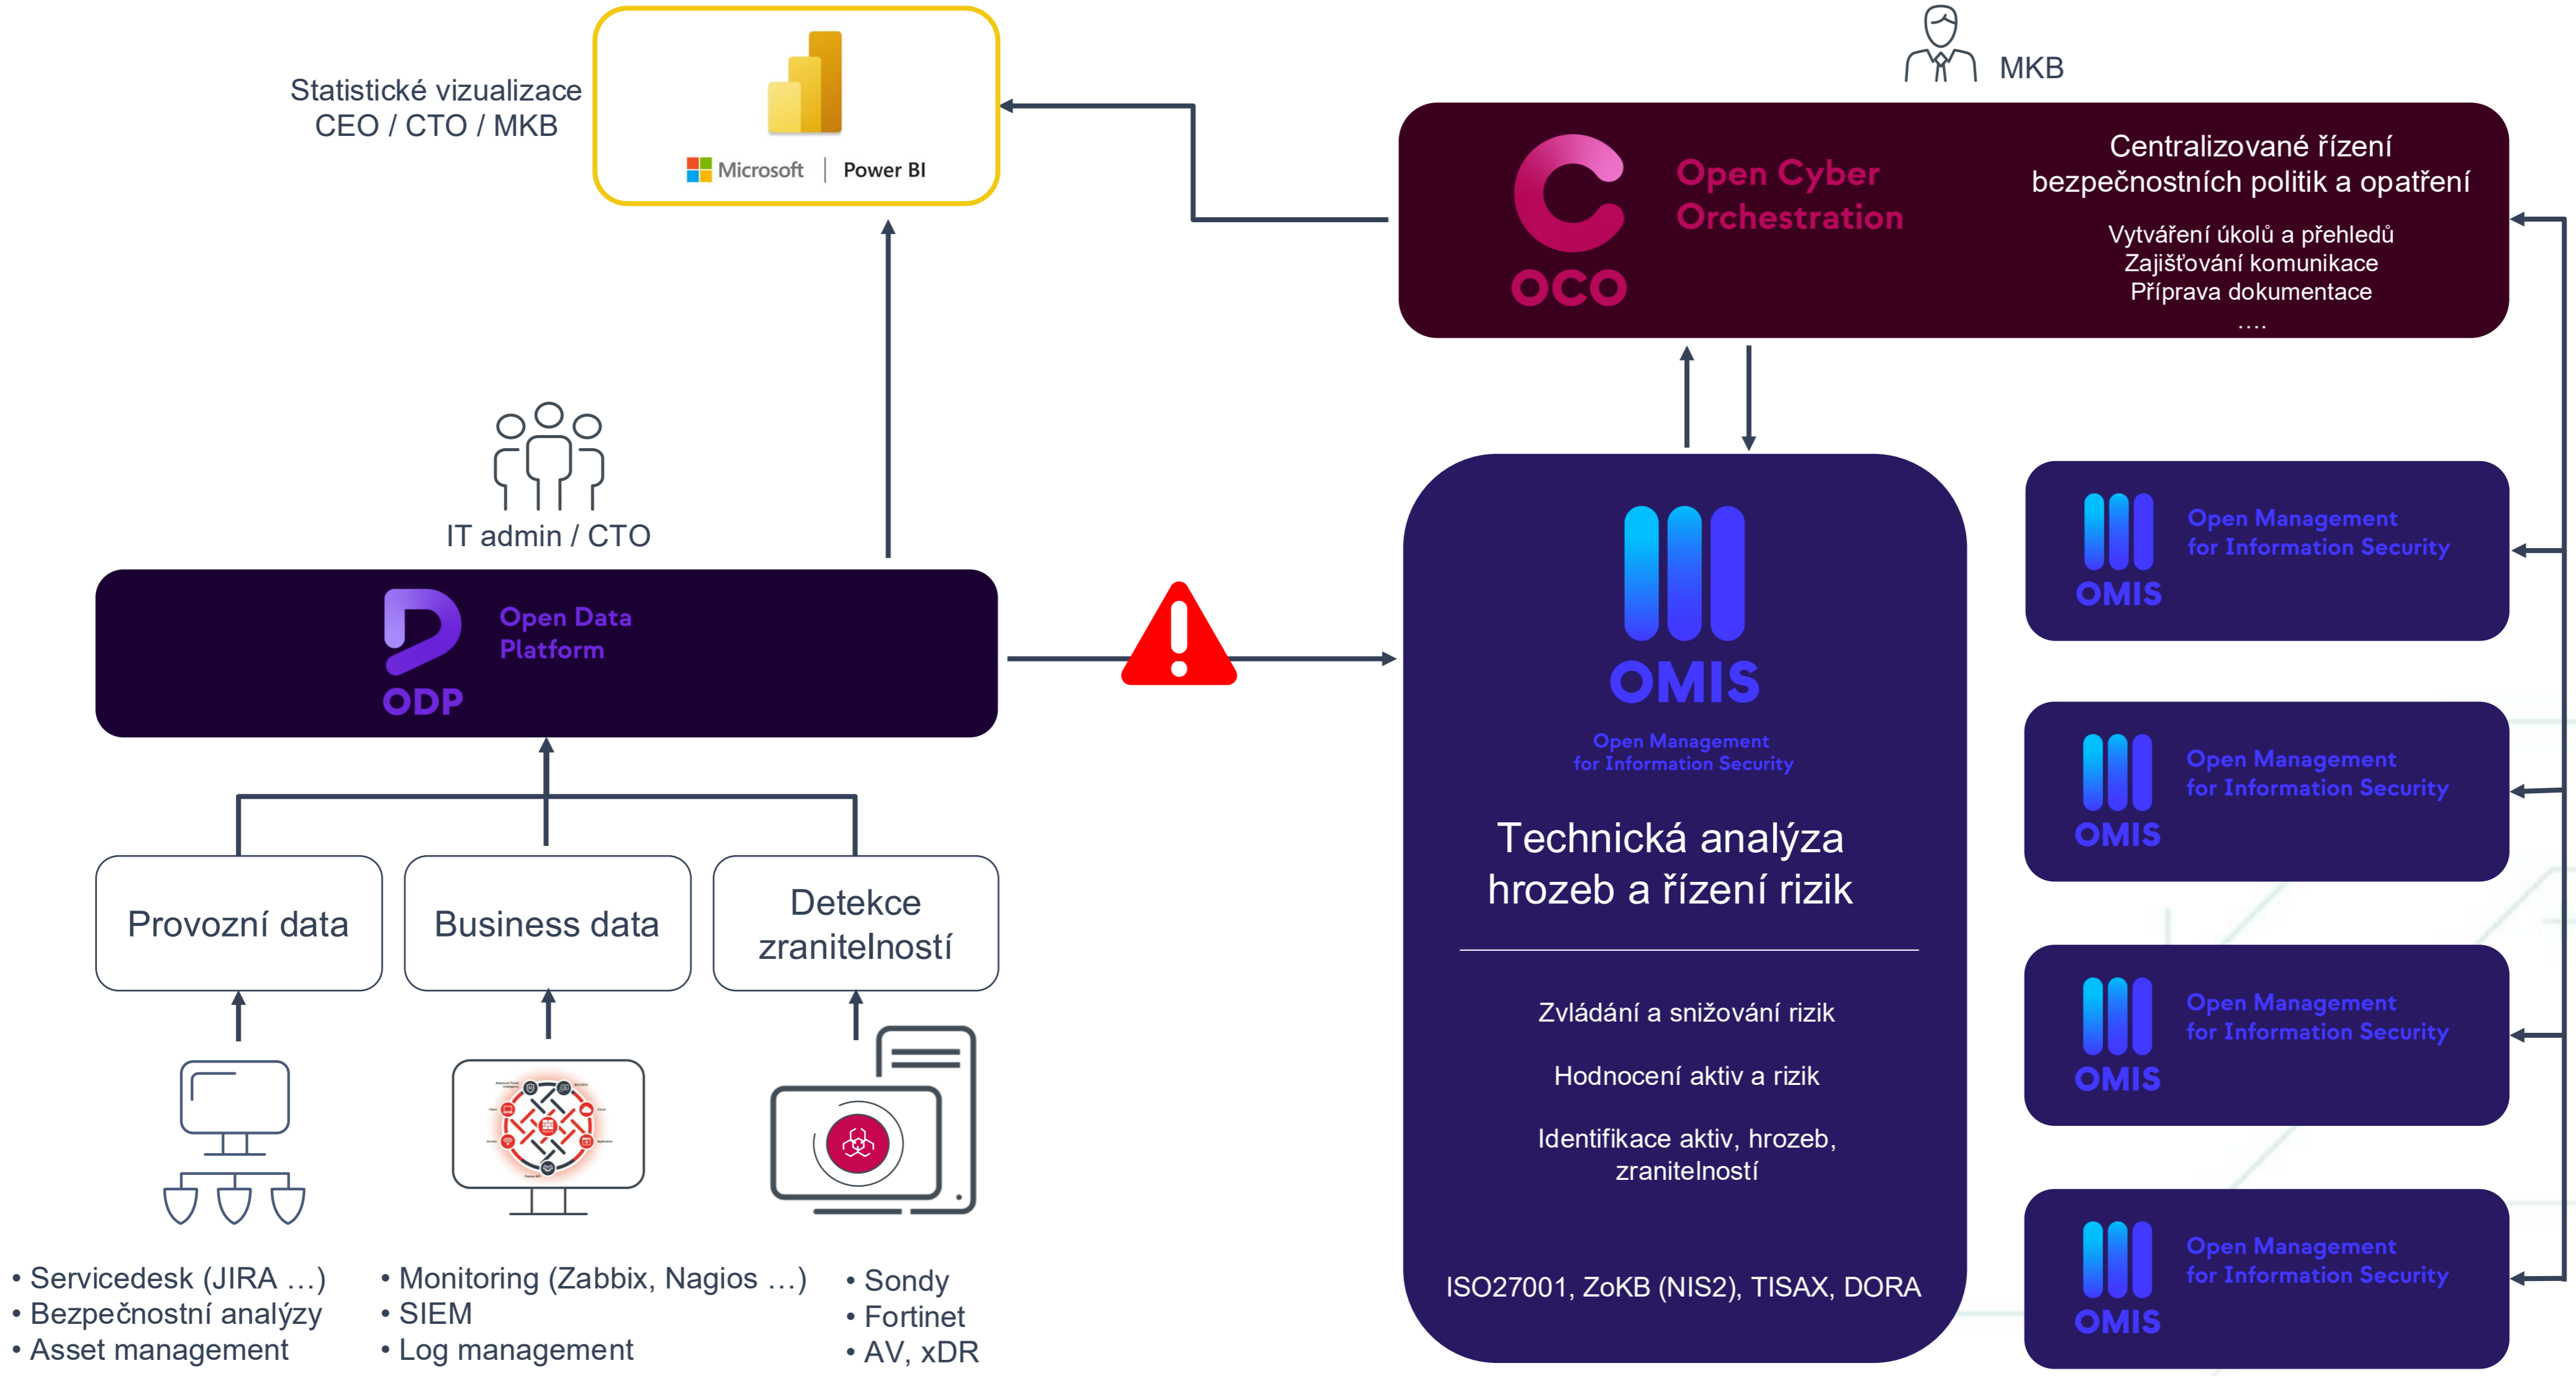 Statistické vizualizace
CEO / CTO / MKB
Microsoft | Power BI
MKB
Open Cyber
Orchestration
OCO
Centralizované řízení
bezpečnostních politik a opatření
Vytváření úkolů a přehledů
Zajišťování komunikace
Příprava dokumentace
....
IT admin / CTO
Open Data
Platform
ODP
Provozní data
Business data
Detekce
zranitelností
• Servicedesk (JIRA …)
• Bezpečnostní analýzy
• Asset management
• Monitoring (Zabbix, Nagios …)
• SIEM
• Log management
• Sondy
• Fortinet
• AV, xDR
OMIS
Open Management
for Information Security
Technická analýza
hrozeb a řízení rizik
Zvládání a snižování rizik
Hodnocení aktiv a rizik
Identifikace aktiv, hrozeb,
zranitelností
ISO27001, ZoKB (NIS2), TISAX, DORA
Open Management
for Information Security
OMIS
Open Management
for Information Security
OMIS
Open Management
for Information Security
OMIS
Open Management
for Information Security
OMIS